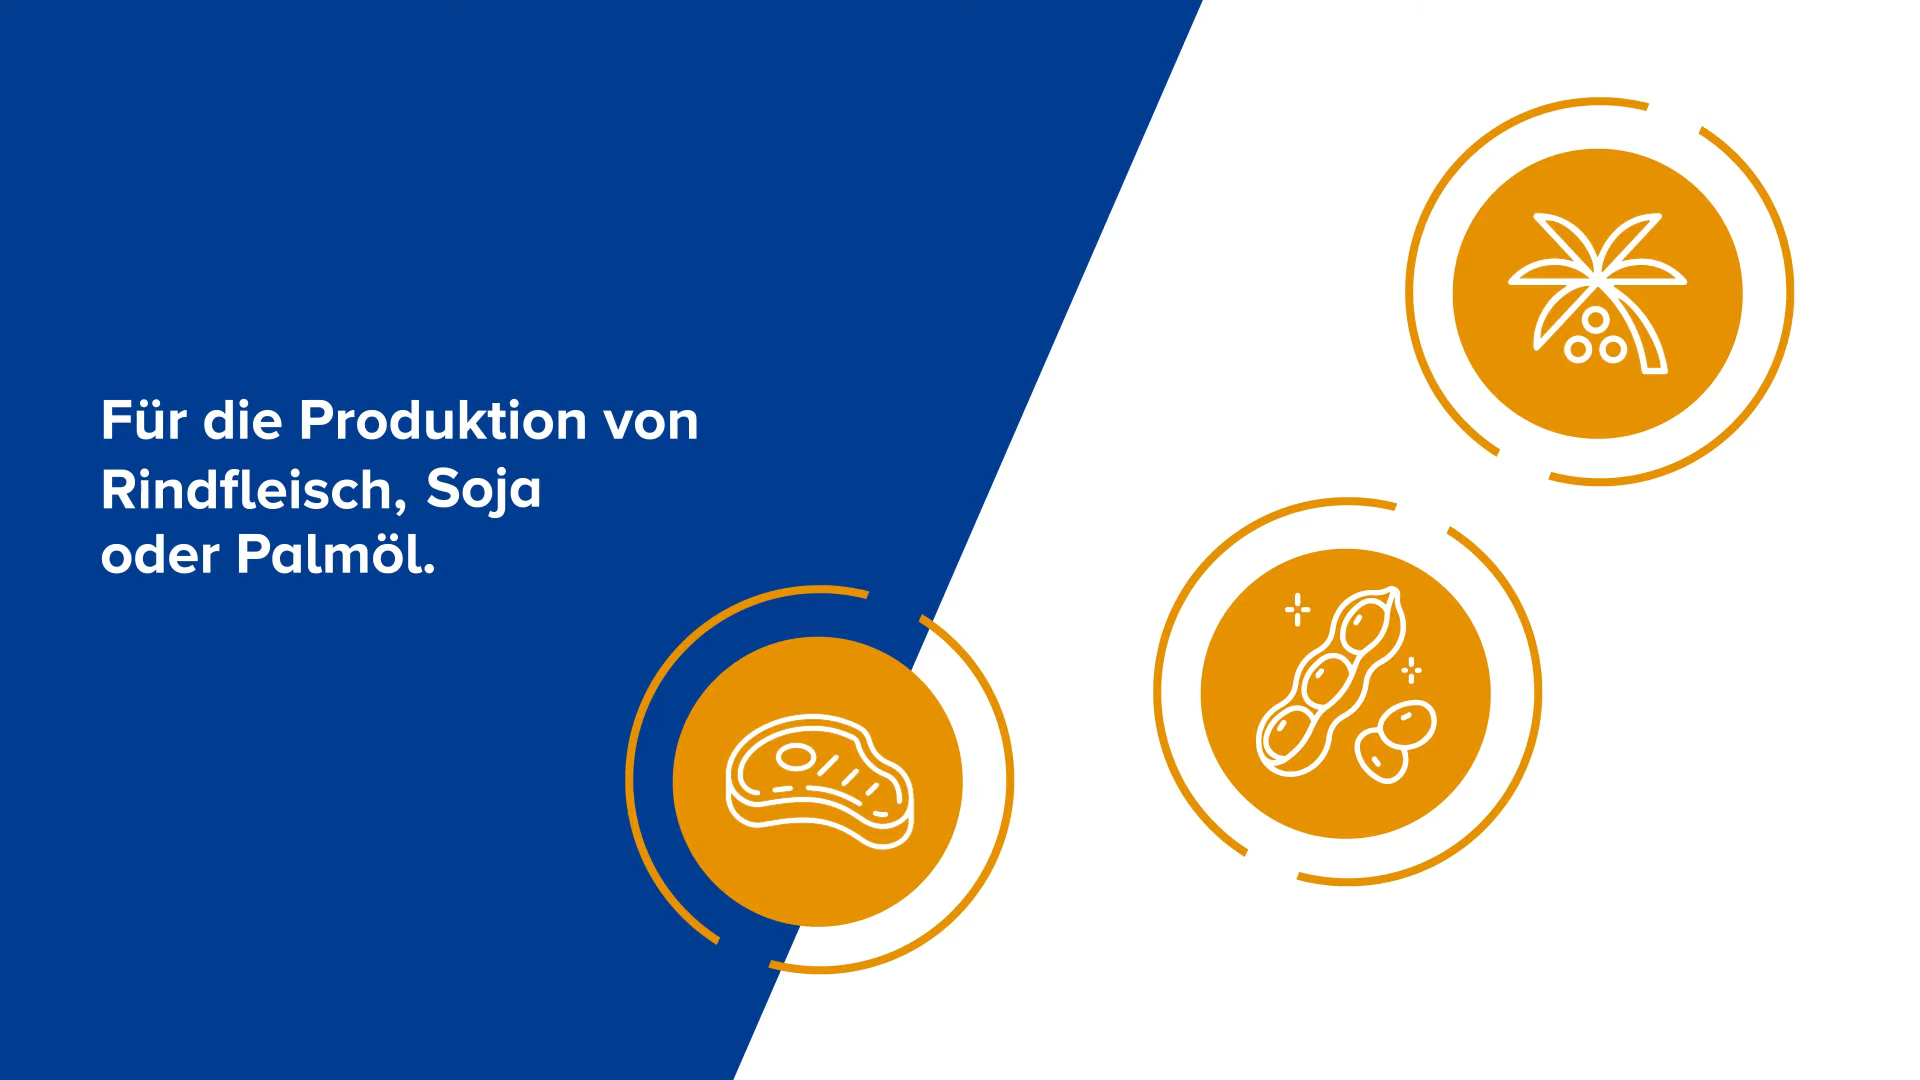 Für die Produktion von
Rindfleisch, Soja
oder Palmöl.